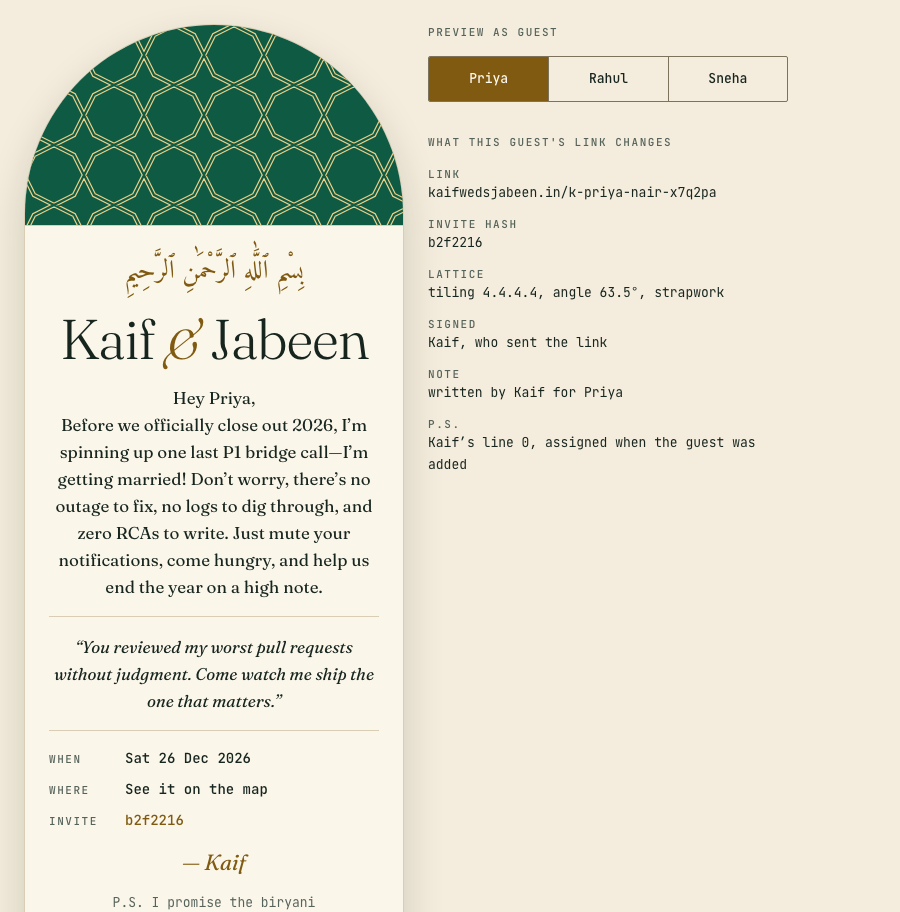 بِسْمِ ٱللَّٰهِ ٱلرَّحْمَٰنِ ٱلرَّحِيمِ
Kaif & Jabeen
Hey Priya,
Before we officially close out 2026, I’m
spinning up one last P1 bridge call—I’m
getting married! Don’t worry, there’s no
outage to fix, no logs to dig through, and
zero RCAs to write. Just mute your
notifications, come hungry, and help us
end the year on a high note.
“You reviewed my worst pull requests
without judgment. Come watch me ship the
one that matters.”
WHEN Sat 26 Dec 2026
WHERE See it on the map
INVITE b2f2216
— Kaif
P.S. I promise the biryani
PREVIEW AS GUEST
Priya Rahul Sneha
WHAT THIS GUEST'S LINK CHANGES
LINK
kaifwedsjabeen.in/k-priya-nair-x7q2pa
INVITE HASH
b2f2216
LATTICE
tiling 4.4.4.4, angle 63.5°, strapwork
SIGNED
Kaif, who sent the link
NOTE
written by Kaif for Priya
P.S.
Kaif’s line 0, assigned when the guest was
added